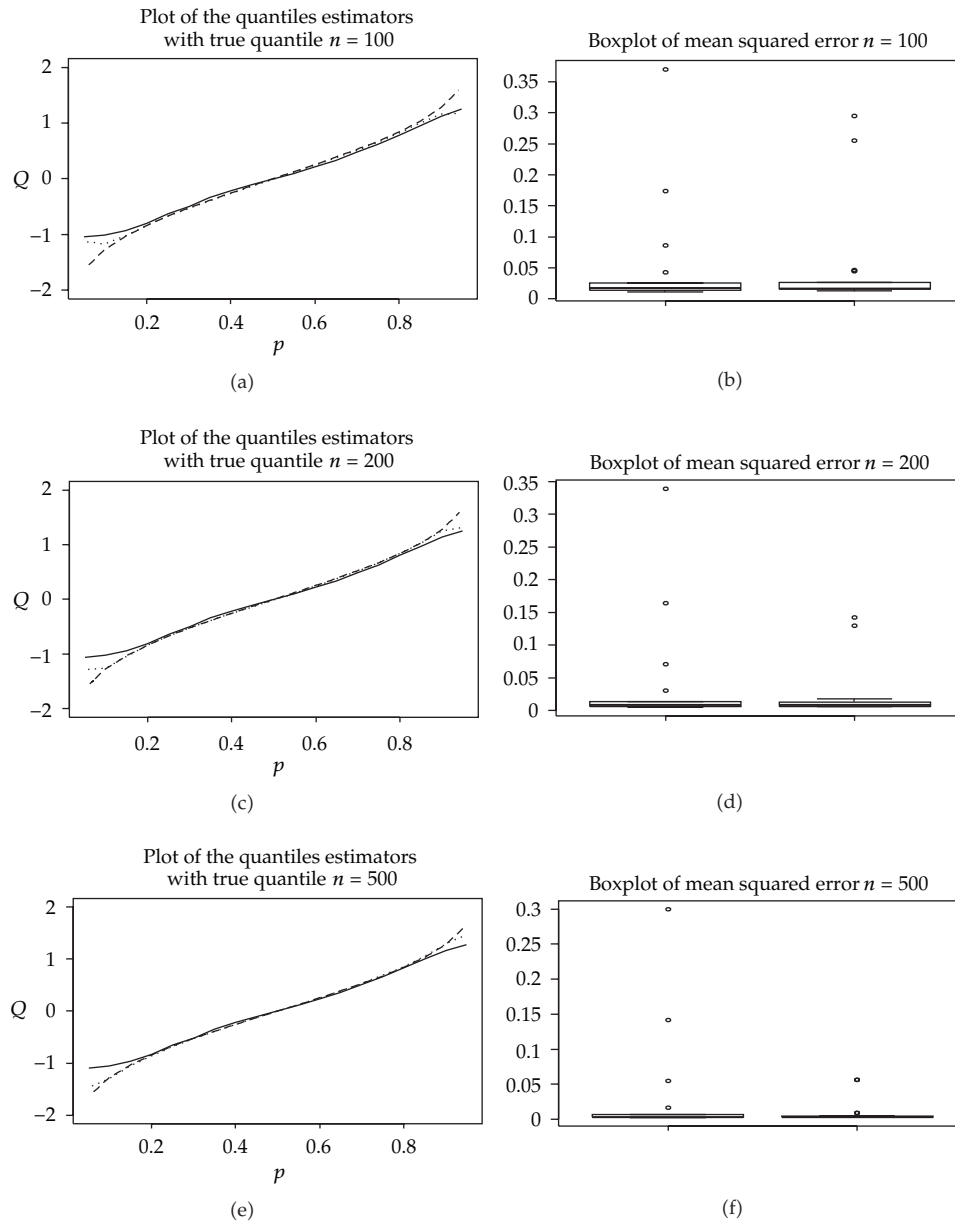 Plot of the quantiles estimators
with true quantile n = 100
2
1
Q
0
−1
−2
0.2
0.4
0.6
0.8
p
(a)
Boxplot of mean squared error n = 100
0.35
0.3
0.25
0.2
0.15
0.1
0.05
0
(b)
Plot of the quantiles estimators
with true quantile n = 200
2
1
Q
0
−1
−2
0.2
0.4
0.6
0.8
p
(c)
Boxplot of mean squared error n = 200
0.35
0.3
0.25
0.2
0.15
0.1
0.05
0
(d)
Plot of the quantiles estimators
with true quantile n = 500
2
1
Q
0
−1
−2
0.2
0.4
0.6
0.8
p
(e)
Boxplot of mean squared error n = 500
0.3
0.25
0.2
0.15
0.1
0.05
0
(f)